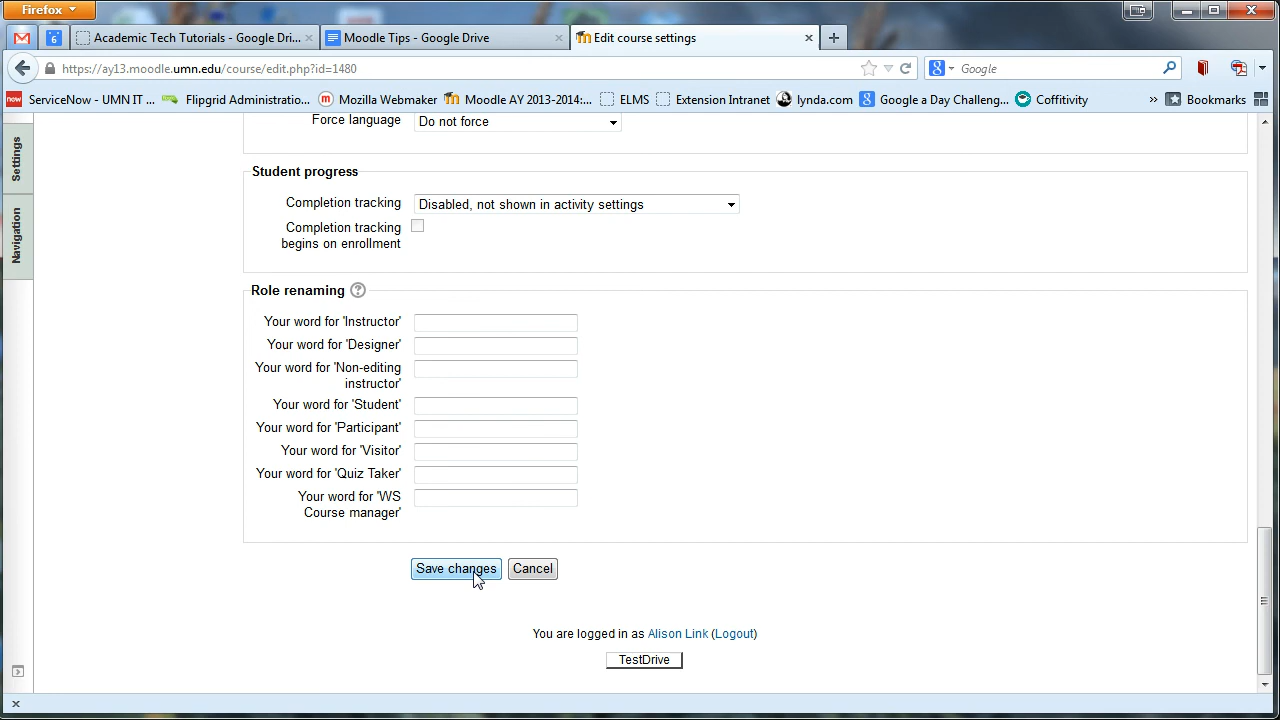 Firefox
6
Academic Tech Tutorials - Google Dri...
Moodle Tips - Google Drive
Edit course settings
https://ay13.moodle.umn.edu/course/edit.php?id=1480
Google
now ServiceNow - UMN IT ...
Flipgrid Administratio...
Mozilla Webmaker
Moodle AY 2013-2014:...
ELMS
Extension Intranet
lynda.com
Google a Day Challeng...
Coffitivity
»
Bookmarks
Settings
Navigation
Force language
Do not force
Student progress
Completion tracking
Disabled, not shown in activity settings
Completion tracking
begins on enrollment
Role renaming
Your word for 'Instructor'
Your word for 'Designer'
Your word for 'Non-editing
instructor'
Your word for 'Student'
Your word for 'Participant'
Your word for 'Visitor'
Your word for 'Quiz Taker'
Your word for 'WS
Course manager'
Save changes
Cancel
You are logged in as Alison Link (Logout)
TestDrive